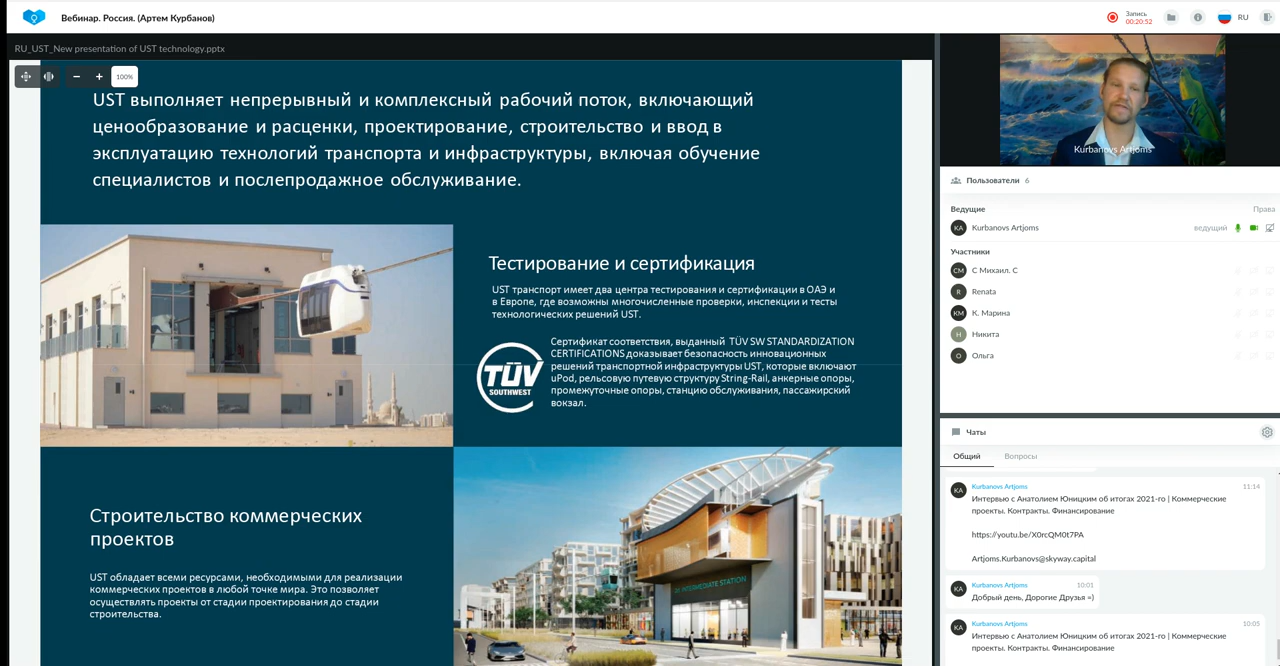 Вебинар. Россия. (Артем Курбанов)
Запись
00:20:52
RU
RU_UST_New presentation of UST technology.pptx
100%
UST выполняет непрерывный и комплексный рабочий поток, включающий
ценообразование и расценки, проектирование, строительство и ввод в
эксплуатацию технологий транспорта и инфраструктуры, включая обучение
специалистов и послепродажное обслуживание.
Тестирование и сертификация
UST транспорт имеет два центра тестирования и сертификации в ОАЭ и
в Европе, где возможны многочисленные проверки, инспекции и тесты
технологических решений UST.
TÜV
SOUTHWEST
Сертификат соответствия, выданный TÜV SW STANDARDIZATION
CERTIFICATIONS доказывает безопасность инновационных
решений транспортной инфраструктуры UST, которые включают
uPod, рельсовую путевую структуру String-Rail, анкерные опоры,
промежуточные опоры, станцию обслуживания, пассажирский
вокзал.
Строительство коммерческих
проектов
UST обладает всеми ресурсами, необходимыми для реализации
коммерческих проектов в любой точке мира. Это позволяет
осуществлять проекты от стадии проектирования до стадии
строительства.
INTERMEDIATE STATION
Kurbanovs Artjoms
Пользователи 6
Ведущие Права
KA Kurbanovs Artjoms ведущий
Участники
СМ С Михаил. С
R Renata
КМ К. Марина
Н Никита
О Ольга
Чаты
Общий Вопросы
KA Kurbanovs Artjoms 11:14
Интервью с Анатолием Юницким об итогах 2021-го | Коммерческие
проекты. Контракты. Финансирование
https://youtu.be/X0rcQM0t7PA
Artjoms.Kurbanovs@skyway.capital
KA Kurbanovs Artjoms 10:01
Добрый день, Дорогие Друзья =)
KA Kurbanovs Artjoms 10:05
Интервью с Анатолием Юницким об итогах 2021-го | Коммерческие
проекты. Контракты. Финансирование